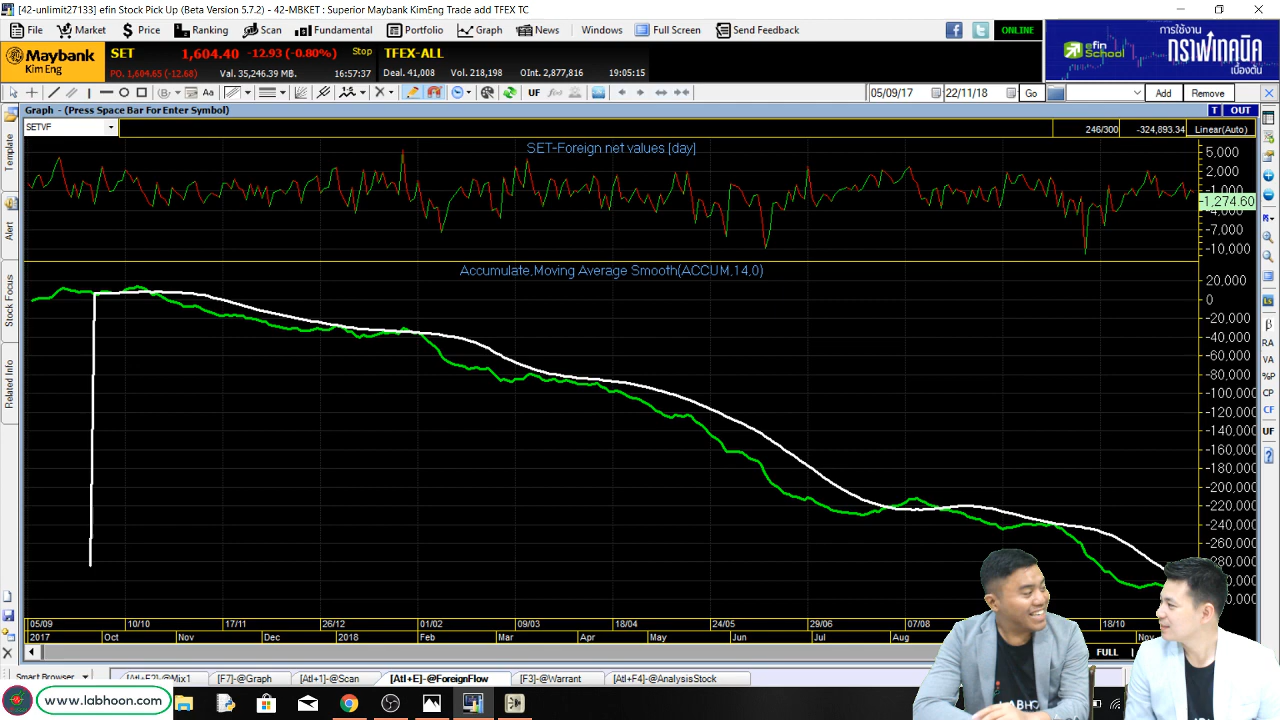 [42-unlimit27133] efin Stock Pick Up (Beta Version 5.7.2) - 42-MBKET : Superior Maybank KimEng Trade add TFEX TC
File Market Price Ranking Scan Fundamental Portfolio Graph News Windows Full Screen Send Feedback ONLINE
Maybank
Kim Eng
SET 1,604.40 -12.93 (-0.80%) Stop TFEX-ALL
PO. 1,604.65 (-12.68) Val. 35,246.39 MB. 16:57:37 Deal. 41,008 Vol. 218,198 OInt. 2,877,816 19:05:15
efin
School
การใช้งาน
กราฟเทคนิค
เบื้องต้น
Aa UF 05/09/17 22/11/18 Go Add Remove
Graph - (Press Space Bar For Enter Symbol) T OUT
SETVF 246/300 -324,893.34 Linear(Auto)
SET-Foreign net values [day]
5,000
2,000
-1,000
-1,274.60
-4,000
-7,000
-10,000
Accumulate,Moving Average Smooth(ACCUM,14,0)
20,000
0
-20,000
-40,000
-60,000
-80,000
-100,000
-120,000
-140,000
-160,000
-180,000
-200,000
-220,000
-240,000
-260,000
Template
Alert
Stock Focus
Related Info
β
RA
VA
%P
CP
CF
UF
05/09 10/10 17/11 26/12 01/02 09/03 18/04 24/05 29/06 07/08 18/10
2017 Oct Nov Dec 2018 Feb Mar Apr May Jun Jul Aug Nov
FULL
Smart Browser [Alt+F2]-@Mix1 [F7]-@Graph [Alt+1]-@Scan [Alt+E]-@ForeignFlow [F3]-@Warrant [Alt+F4]-@AnalysisStock
www.labhoon.com